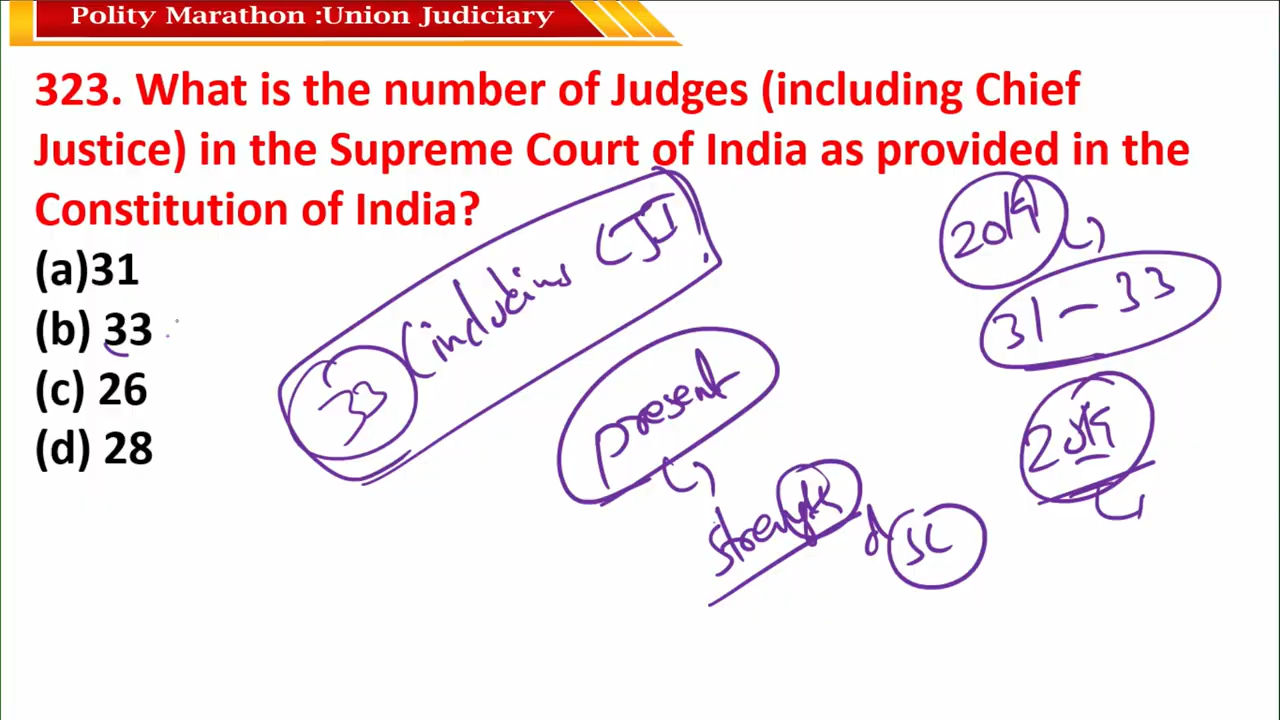 Polity Marathon :Union Judiciary
323. What is the number of Judges (including Chief
Justice) in the Supreme Court of India as provided in the
Constitution of India?
(a)31
(b) 33
(c) 26
(d) 28
33 (including CJI)
present
strength of SC
2019
31 - 33
2019